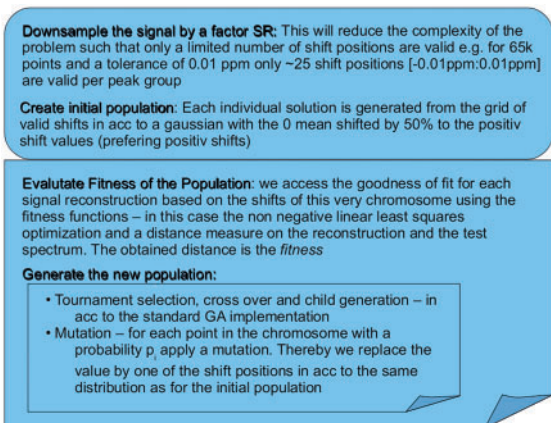 Downsample the signal by a factor SR: This will reduce the complexity of the
problem such that only a limited number of shift positions are valid e.g. for 65k
points and a tolerance of 0.01 ppm only ~25 shift positions [-0.01ppm:0.01ppm]
are valid per peak group
Create initial population: Each individual solution is generated from the grid of
valid shifts in acc to a gaussian with the 0 mean shifted by 50% to the positiv
shift values (prefering positiv shifts)
Evalutate Fitness of the Population: we access the goodness of fit for each
signal reconstruction based on the shifts of this very chromosome using the
fitness functions – in this case the non negative linear least squares
optimization and a distance measure on the reconstruction and the test
spectrum. The obtained distance is the fitness
Generate the new population:
• Tournament selection, cross over and child generation – in
acc to the standard GA implementation
• Mutation – for each point in the chromosome with a
probability p apply a mutation. Thereby we replace the
value by one of the shift positions in acc to the same
distribution as for the initial population